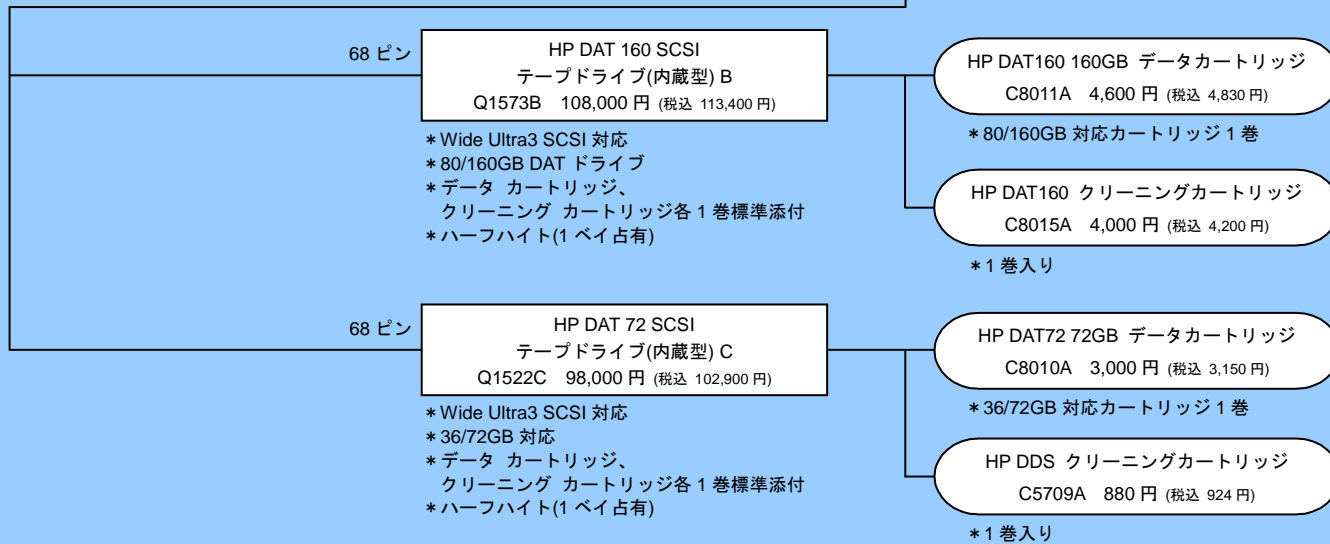 68 ピン
HP DAT 160 SCSI
テープドライブ(内蔵型) B
Q1573B 108,000 円 (税込 113,400 円)
＊Wide Ultra3 SCSI 対応
＊80/160GB DAT ドライブ
＊データ カートリッジ、
クリーニング カートリッジ各 1 巻標準添付
＊ハーフハイト(1 ベイ占有)
HP DAT160 160GB データカートリッジ
C8011A 4,600 円 (税込 4,830 円)
＊80/160GB 対応カートリッジ 1 巻
HP DAT160 クリーニングカートリッジ
C8015A 4,000 円 (税込 4,200 円)
＊1 巻入り
68 ピン
HP DAT 72 SCSI
テープドライブ(内蔵型) C
Q1522C 98,000 円 (税込 102,900 円)
＊Wide Ultra3 SCSI 対応
＊36/72GB 対応
＊データ カートリッジ、
クリーニング カートリッジ各 1 巻標準添付
＊ハーフハイト(1 ベイ占有)
HP DAT72 72GB データカートリッジ
C8010A 3,000 円 (税込 3,150 円)
＊36/72GB 対応カートリッジ 1 巻
HP DDS クリーニングカートリッジ
C5709A 880 円 (税込 924 円)
＊1 巻入り